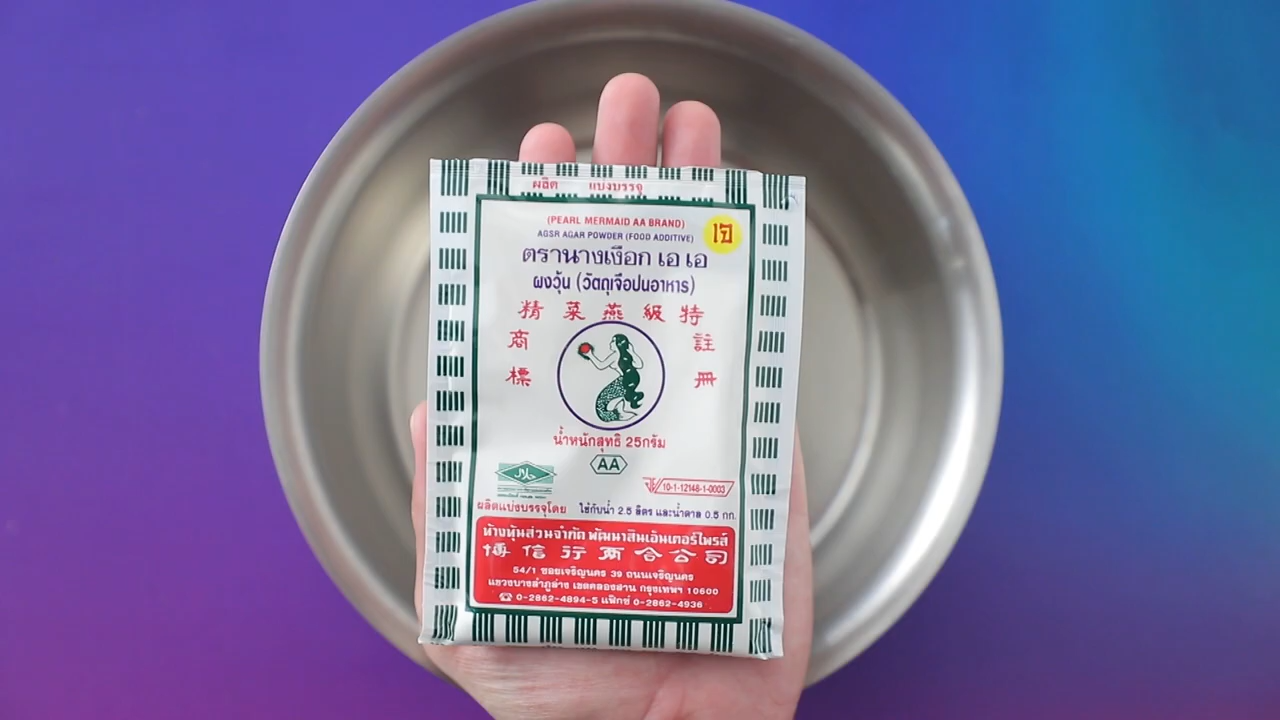 ผลิต แบ่งบรรจุ
(PEARL MERMAID AA BRAND)
AGSR AGAR POWDER (FOOD ADDITIVE)
เจ
ตรานางเงือก เอ เอ
ผงวุ้น (วัตถุเจือปนอาหาร)
精菜燕級特
商 註
標 冊
น้ำหนักสุทธิ 25กรัม
AA
10-1-12148-1-0003
ผลิตแบ่งบรรจุโดย ใช้กับน้ำ 2.5 ลิตร และน้ำตาล 0.5 กก.
ห้างหุ้นส่วนจำกัด พัฒนาสินเอ็นเตอร์ไพรส์
博信行兩合公司
54/1 ซอยเจริญนคร 39 ถนนเจริญนคร
แขวงบางลำภูล่าง เขตคลองสาน กรุงเทพฯ 10600
☎ 0-2862-4894-5 แฟ็กซ์ 0-2862-4936